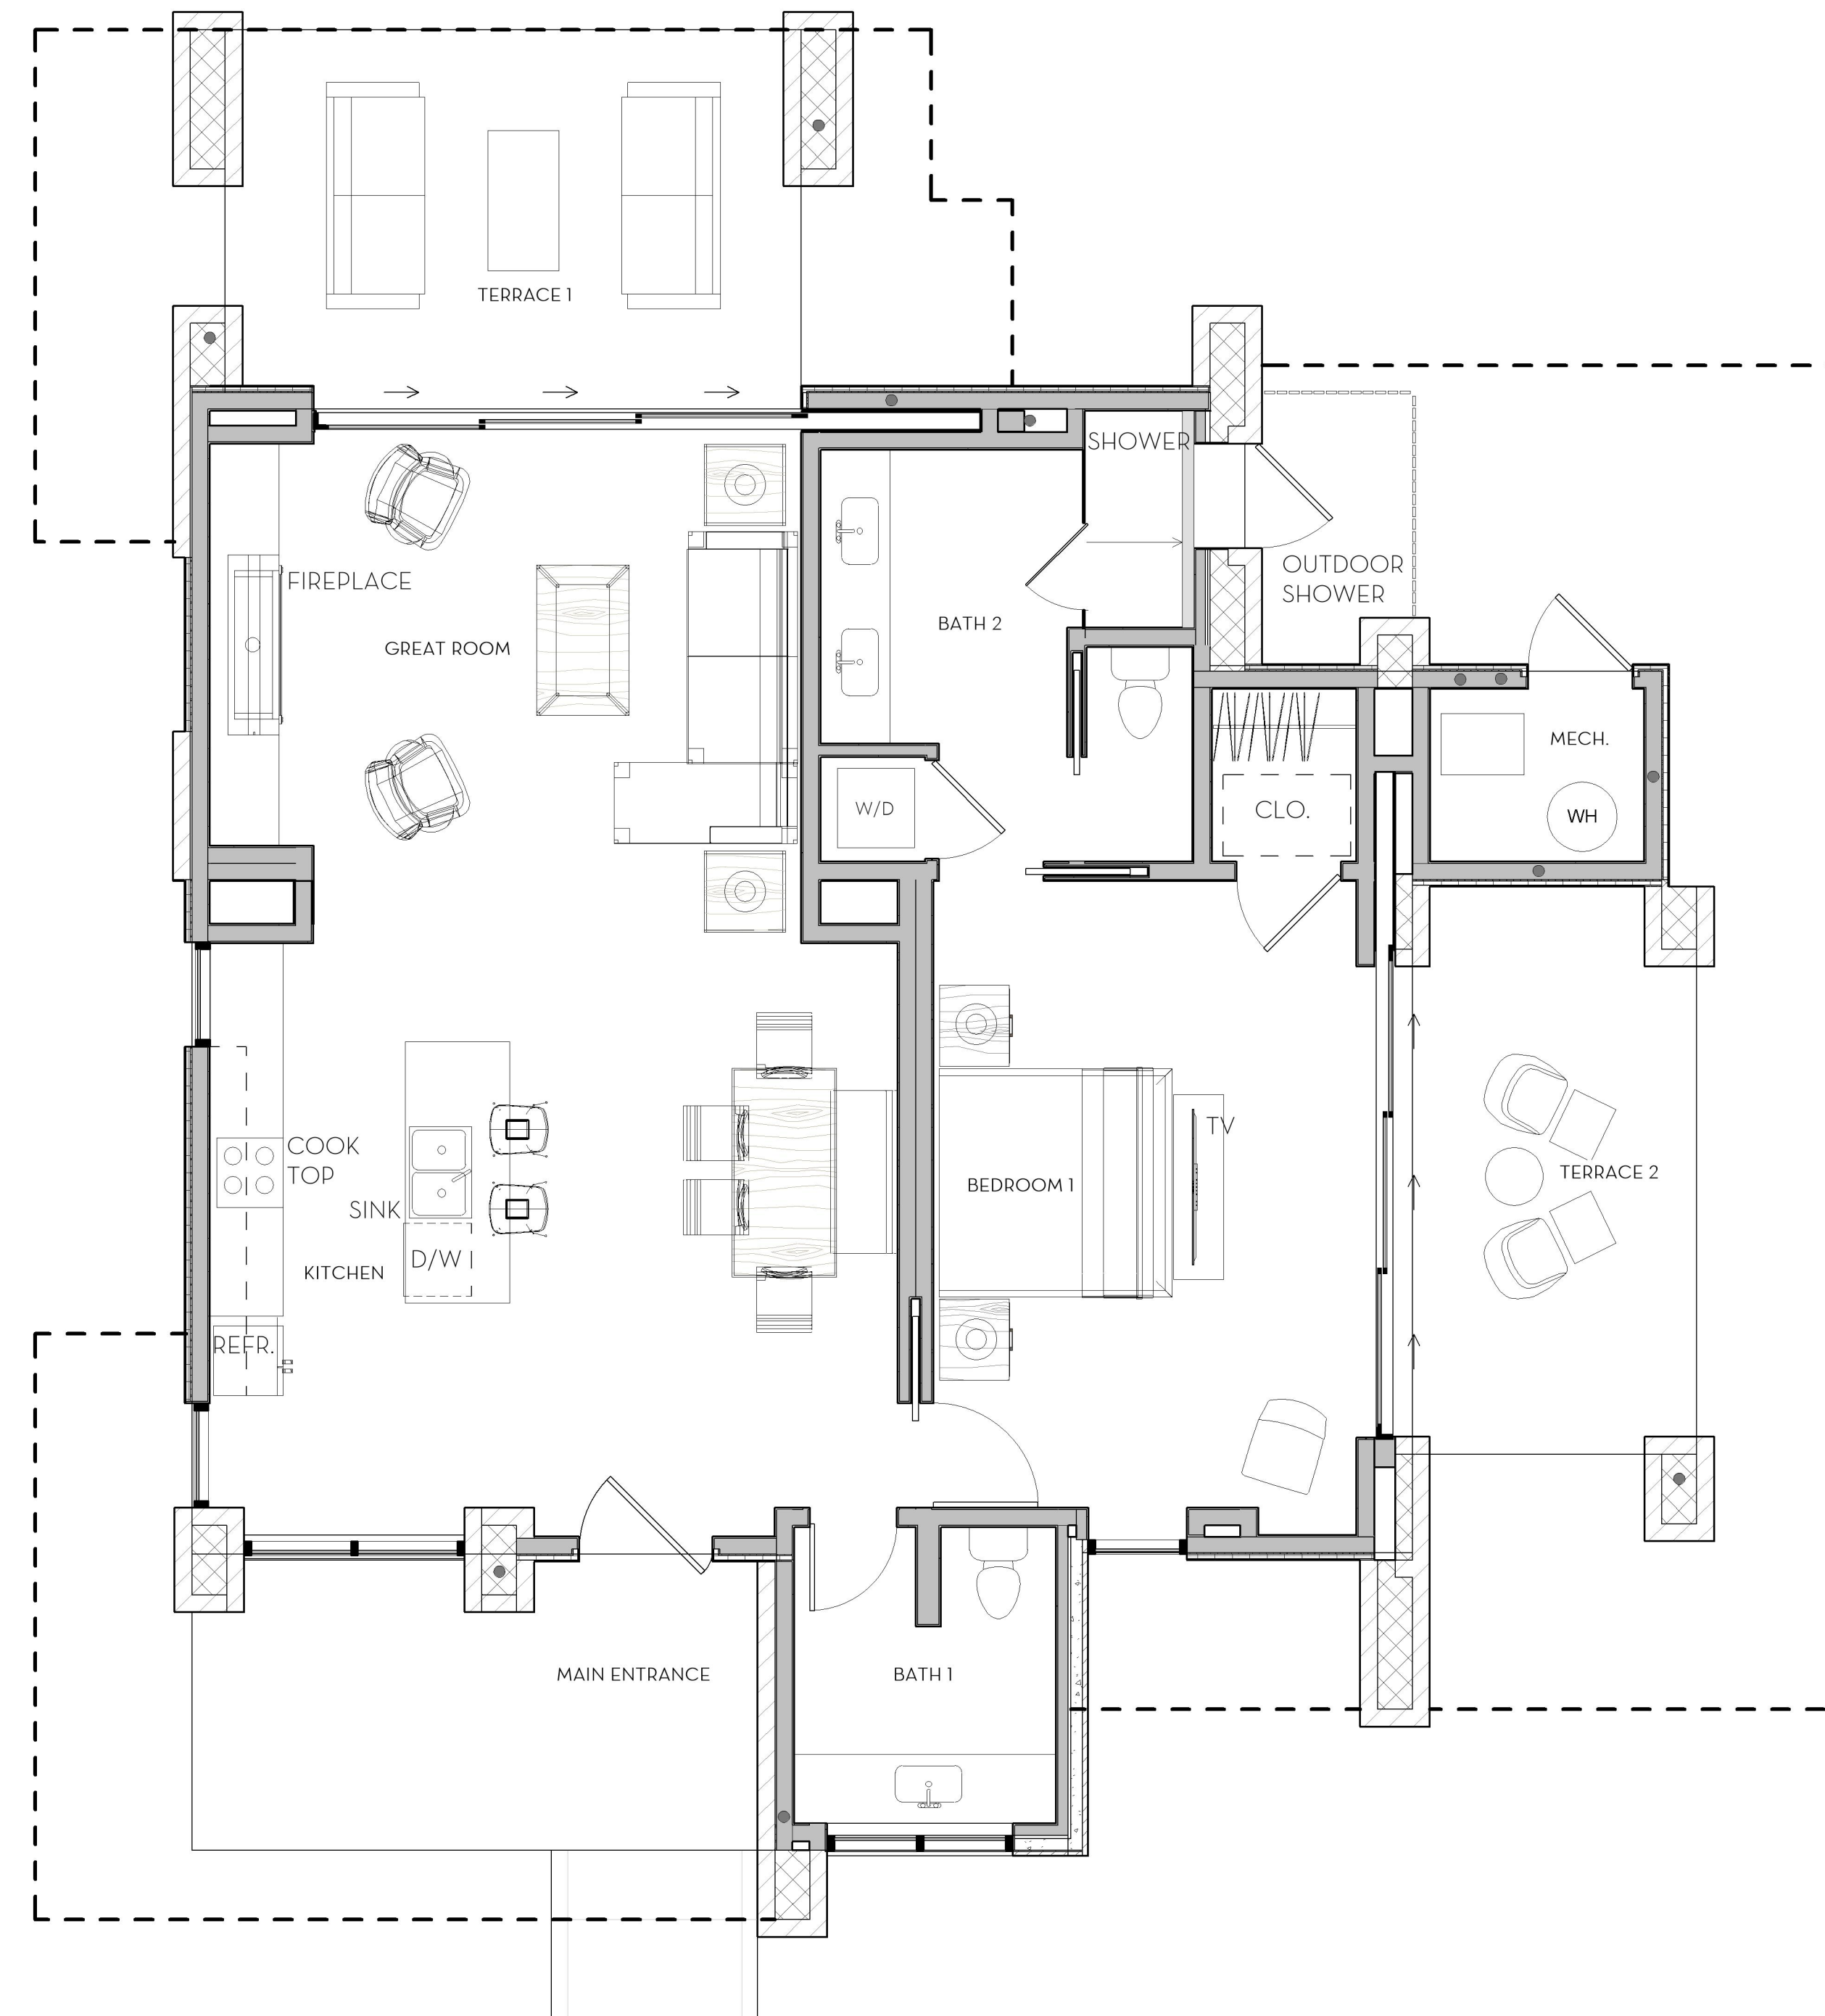 TERRACE 1
SHOWER
FIREPLACE
OUTDOOR
SHOWER
GREAT ROOM
BATH 2
MECH.
W/D
CLO.
WH
COOK
TOP
TV
TERRACE 2
SINK
BEDROOM 1
D/W
KITCHEN
REFR.
MAIN ENTRANCE
BATH 1